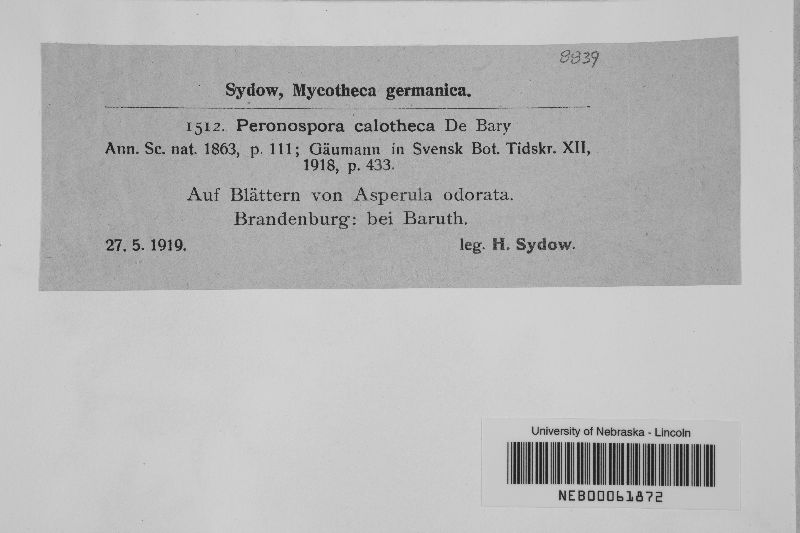 8839
Sydow, Mycotheca germanica.
1512. Peronospora calotheca De Bary
Ann. Sc. nat. 1863, p. 111; Gäumann in Svensk Bot. Tidskr. XII,
1918, p. 433.
Auf Blättern von Asperula odorata.
Brandenburg: bei Baruth.
27. 5. 1919. leg. H. Sydow.
University of Nebraska - Lincoln
NEB00061872